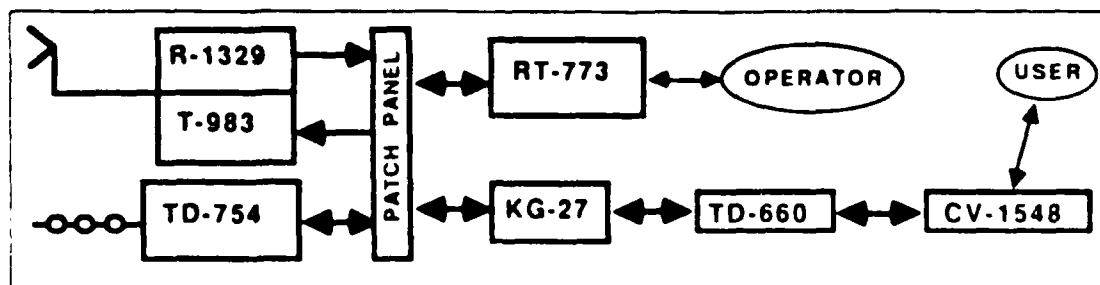 R-1329
T-983
TD-754
PATCH PANEL
RT-773
OPERATOR
USER
KG-27
TD-660
CV-1548